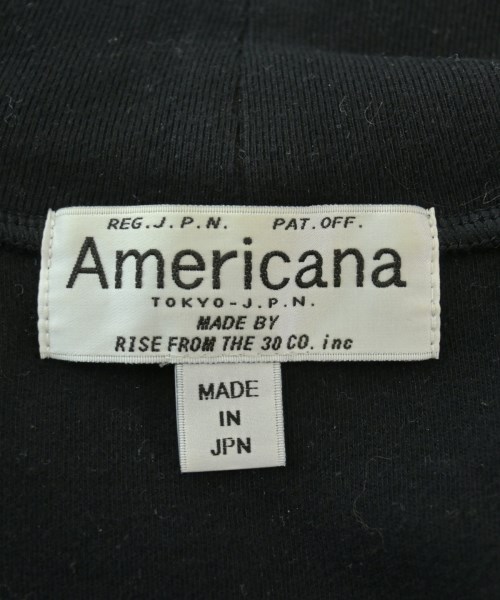 REG.J.P.N. PAT.OFF.
Americana
TOKYO-J.P.N.
MADE BY
RISE FROM THE 30 CO. inc
MADE
IN
JPN